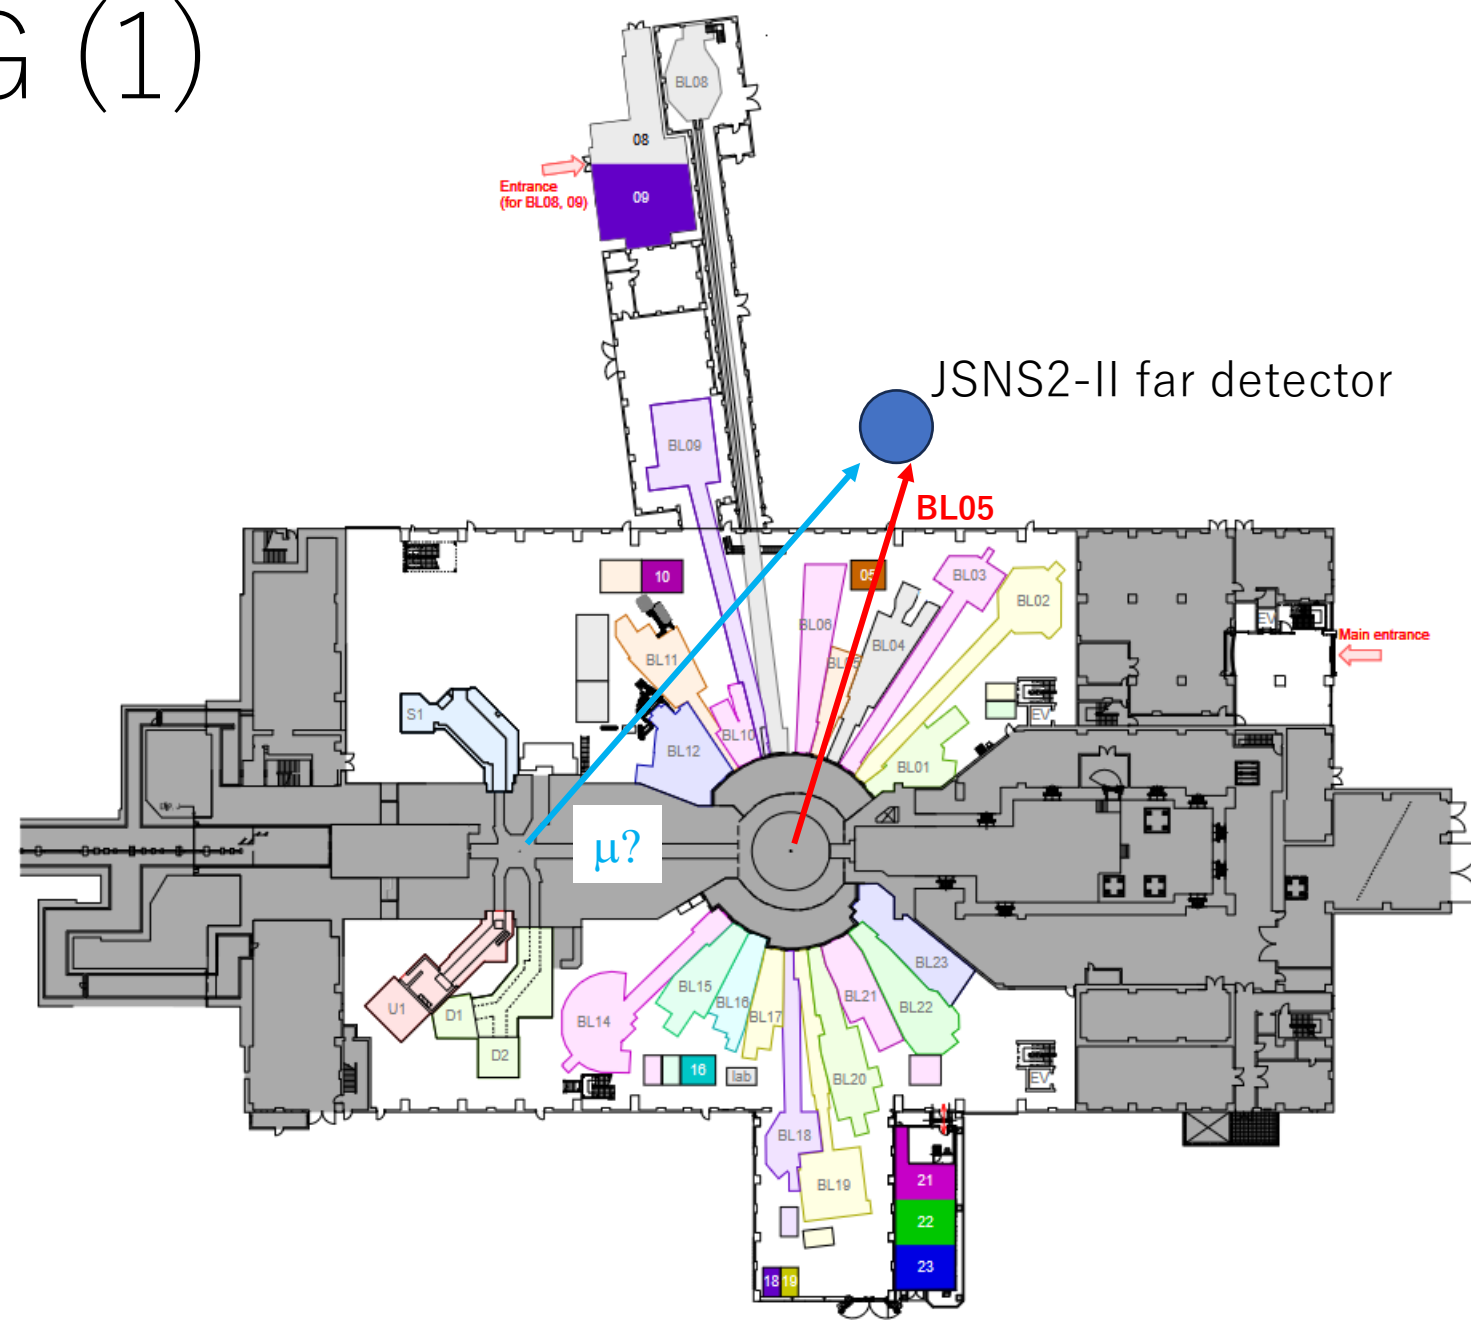 G (1)
BL08
08
Entrance
(for BL08, 09)
09
JSNS2-II far detector
BL09
BL05
10
05
BL03
BL02
BL06
EV
BL04
Main entrance
BL11
BL05
S1
EV
BL10
BL12
BL01
μ?
BL23
BL15
BL21
BL16
U1
BL22
D1
BL17
BL14
D2
16
lab
BL20
EV
BL18
21
BL19
22
23
18
19